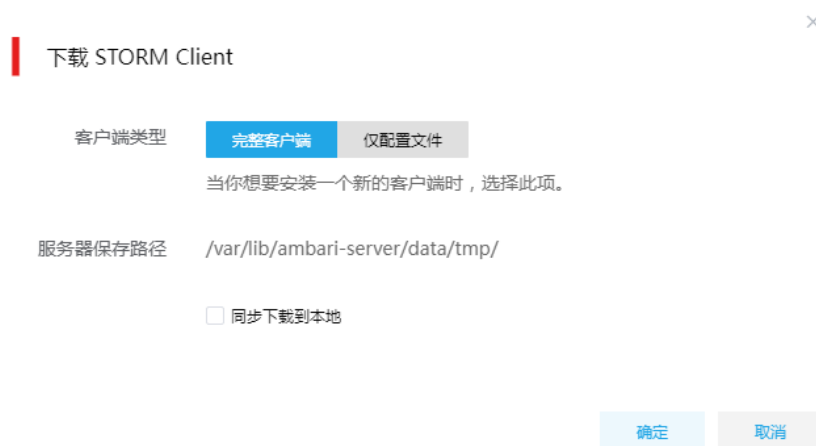 下载 STORM Client
客户端类型
完整客户端
仅配置文件
当你想要安装一个新的客户端时，选择此项。
服务器保存路径
/var/lib/ambari-server/data/tmp/
同步下载到本地
确定
取消